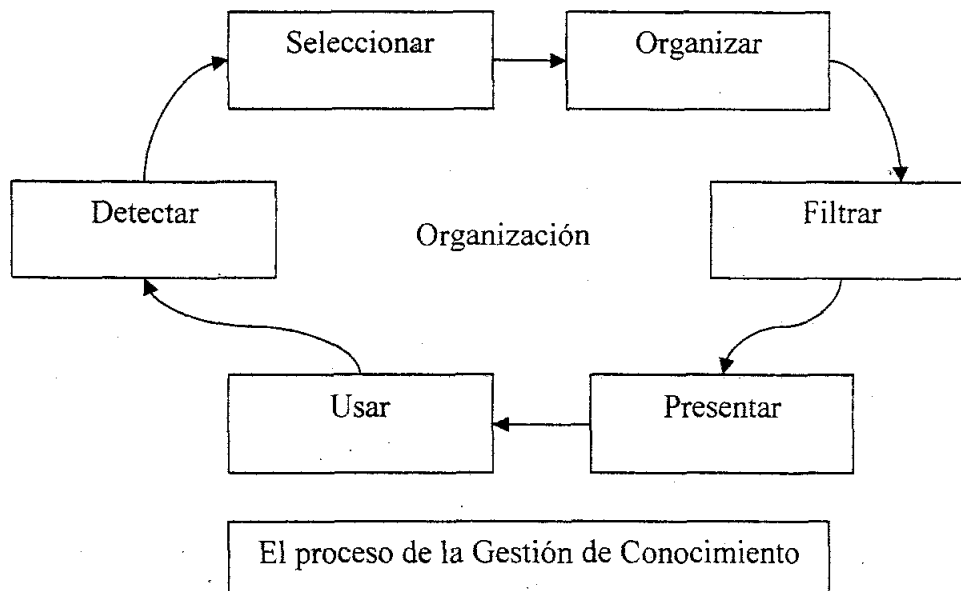 Seleccionar
Organizar
Detectar
Organización
Filtrar
Usar
Presentar
El proceso de la Gestión de Conocimiento